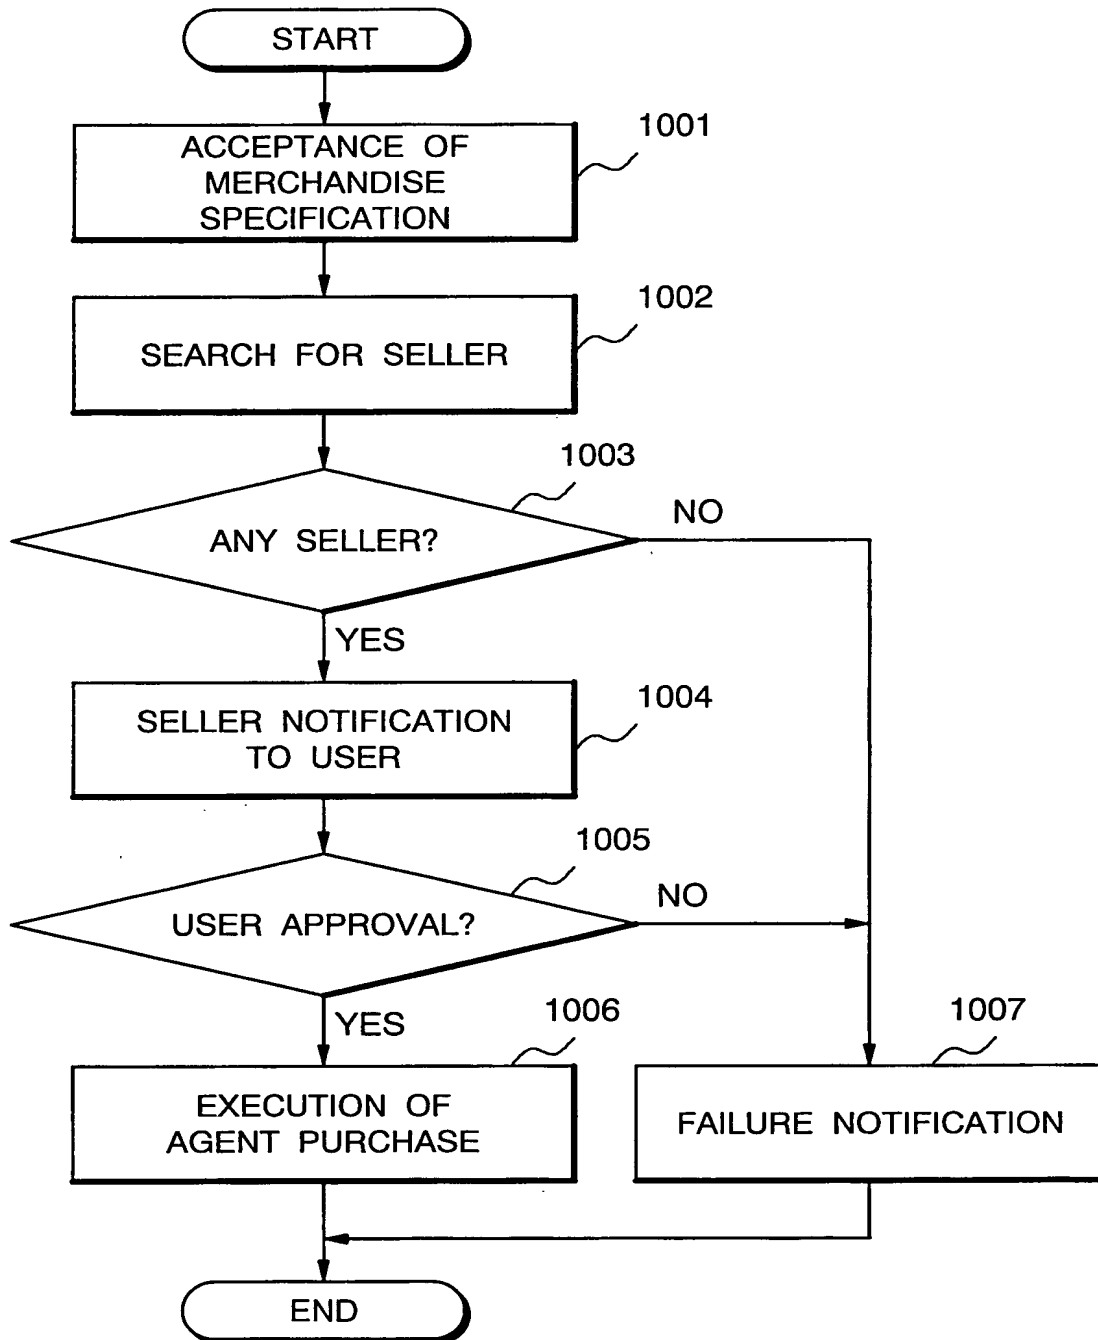 START
ACCEPTANCE OF
MERCHANDISE
SPECIFICATION
1001
SEARCH FOR SELLER
1002
ANY SELLER?
1003
NO
YES
SELLER NOTIFICATION
TO USER
1004
USER APPROVAL?
1005
NO
YES
EXECUTION OF
AGENT PURCHASE
1006
FAILURE NOTIFICATION
1007
END